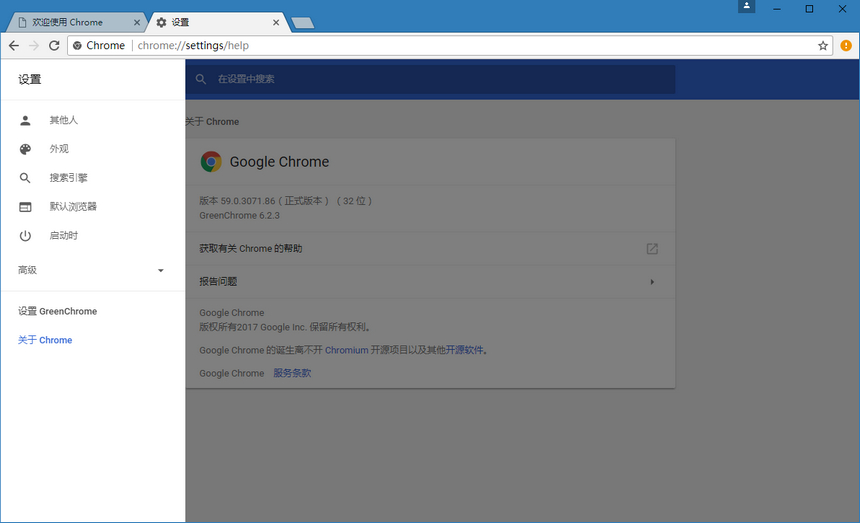 欢迎使用 Chrome
设置
Chrome
chrome://settings/help
设置
在设置中搜索
其他人
外观
搜索引擎
默认浏览器
启动时
高级
设置 GreenChrome
关于 Chrome
关于 Chrome
Google Chrome
版本 59.0.3071.86（正式版本）（32 位）
GreenChrome 6.2.3
获取有关 Chrome 的帮助
报告问题
Google Chrome
版权所有2017 Google Inc. 保留所有权利。
Google Chrome 的诞生离不开 Chromium 开源项目以及其他开源软件。
Google Chrome 服务条款